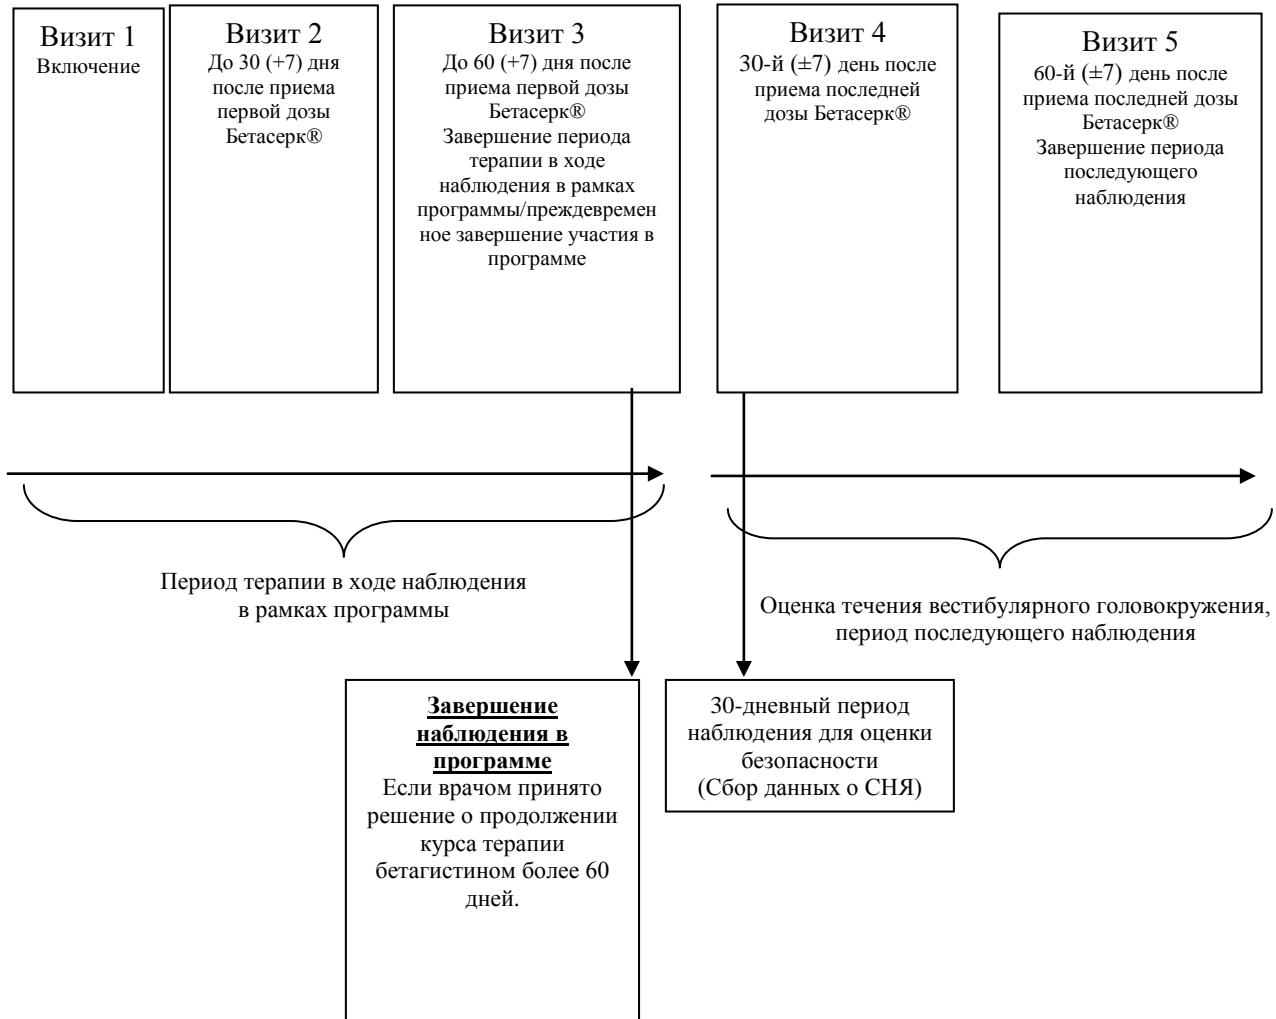 Визит 1
Включение
Визит 2
До 30 (+7) дня
после приема
первой дозы
Бетасерк®
Визит 3
До 60 (+7) дня после
приема первой дозы
Бетасерк®
Завершение периода
терапии в ходе
наблюдения в рамках
программы/преждевремен
ное завершение участия в
программе
Визит 4
30-й (±7) день после
приема последней
дозы Бетасерк®
Визит 5
60-й (±7) день после
приема последней дозы
Бетасерк®
Завершение периода
последующего
наблюдения
Период терапии в ходе наблюдения
в рамках программы
Оценка течения вестибулярного головокружения,
период последующего наблюдения
Завершение
наблюдения в
программе
Если врачом принято
решение о продолжении
курса терапии
бетагистином более 60
дней.
30-дневный период
наблюдения для оценки
безопасности
(Сбор данных о СНЯ)